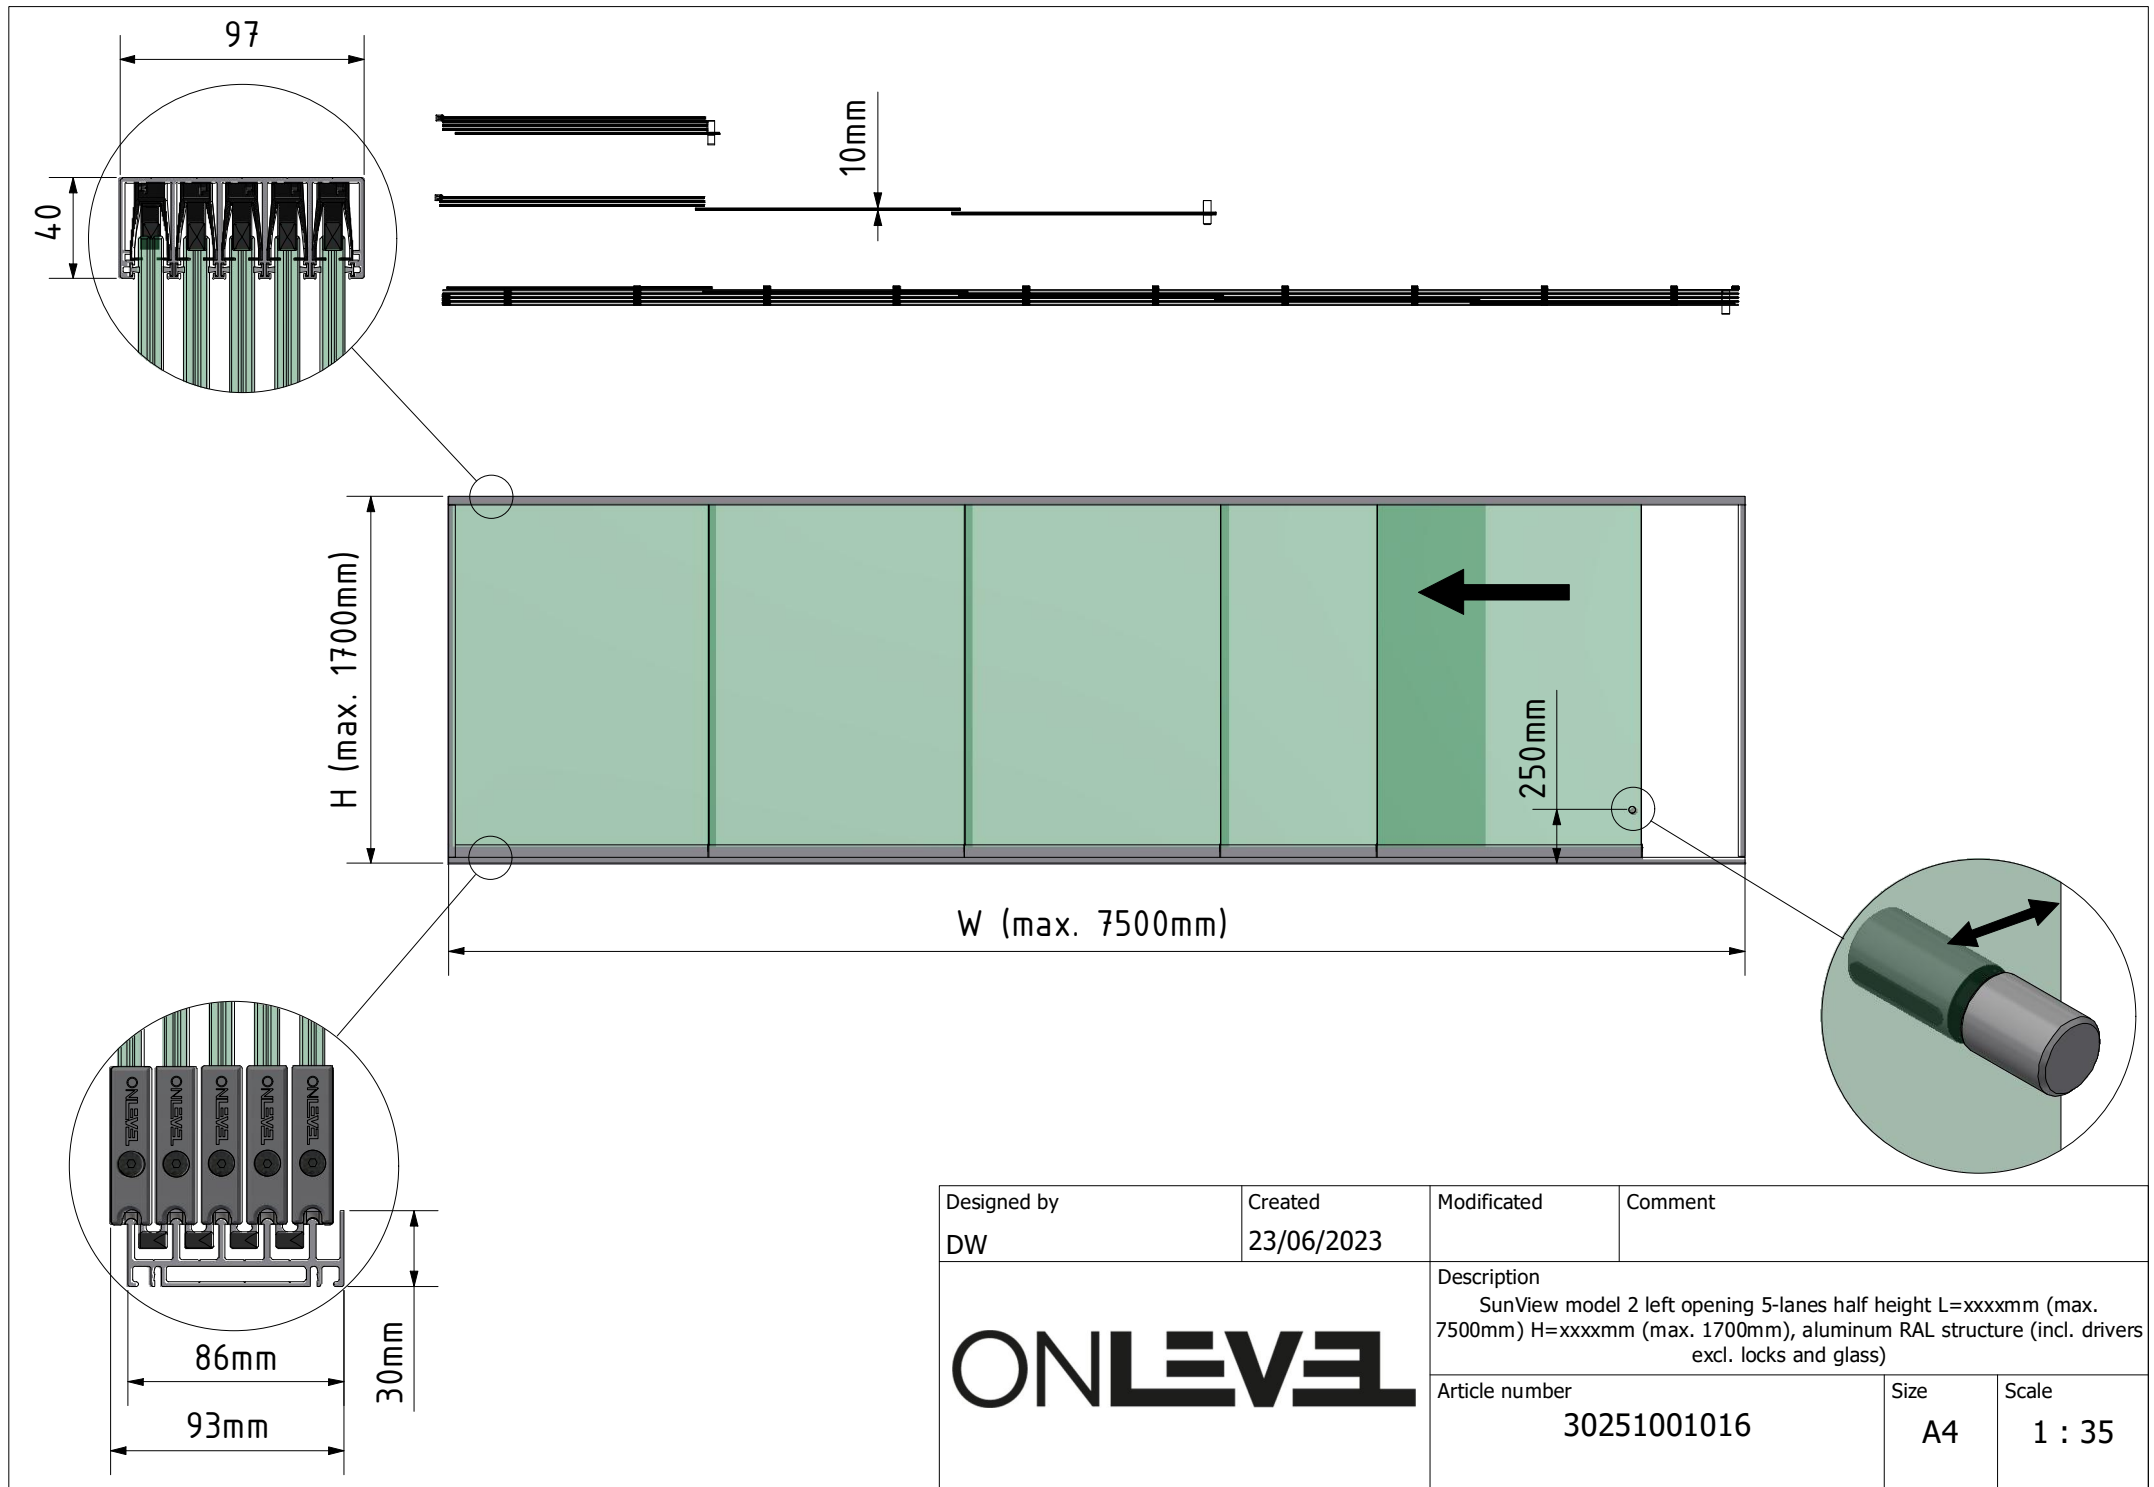 97
40
10mm
H (max. 1700mm)
250mm
W (max. 7500mm)
ONLEVEL
ONLEVEL
ONLEVEL
ONLEVEL
ONLEVEL
86mm
93mm
30mm
Designed by
DW
Created
23/06/2023
Modificated
Comment
ONLEVEL
Description
SunView model 2 left opening 5-lanes half height L=xxxxmm (max.
7500mm) H=xxxxmm (max. 1700mm), aluminum RAL structure (incl. drivers
excl. locks and glass)
Article number
30251001016
Size
A4
Scale
1 : 35